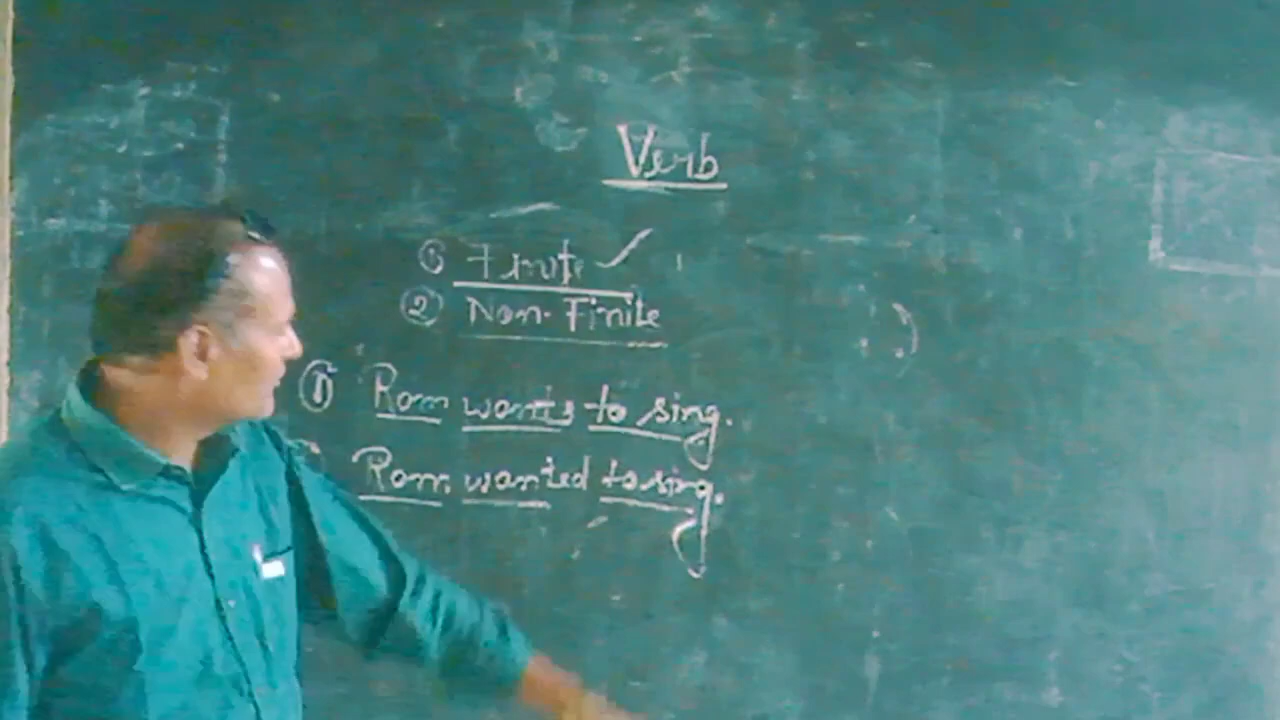 Verb
① Finite ✓
② Non-Finite
① Ram wants to sing.
Ram wanted to sing.